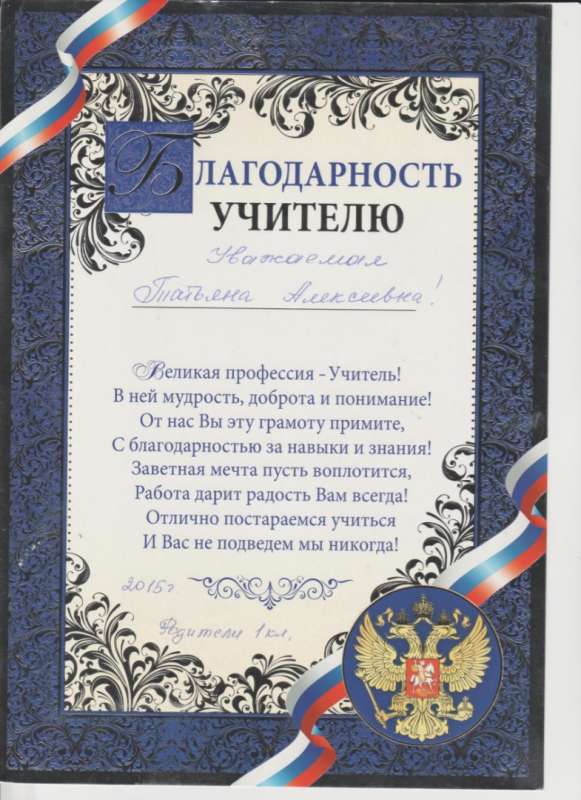 БЛАГОДАРНОСТЬ
УЧИТЕЛЮ
Уважаемая
Татьяна Алексеевна!
Великая профессия – Учитель!
В ней мудрость, доброта и понимание!
От нас Вы эту грамоту примите,
С благодарностью за навыки и знания!
Заветная мечта пусть воплотится,
Работа дарит радость Вам всегда!
Отлично постараемся учиться
И Вас не подведем мы никогда!
2015г.
Родители 1 кл.